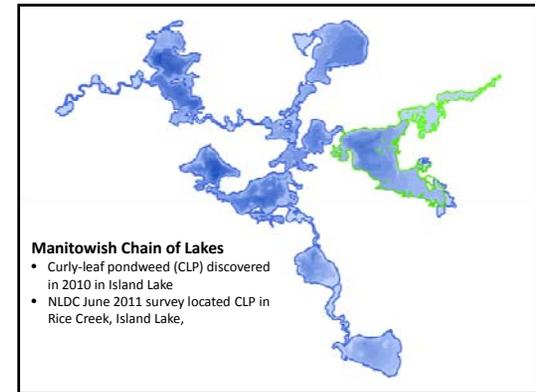 Manitowish Chain of Lakes
• Curly-leaf pondweed (CLP) discovered
in 2010 in Island Lake
• NLDC June 2011 survey located CLP in
Rice Creek, Island Lake,